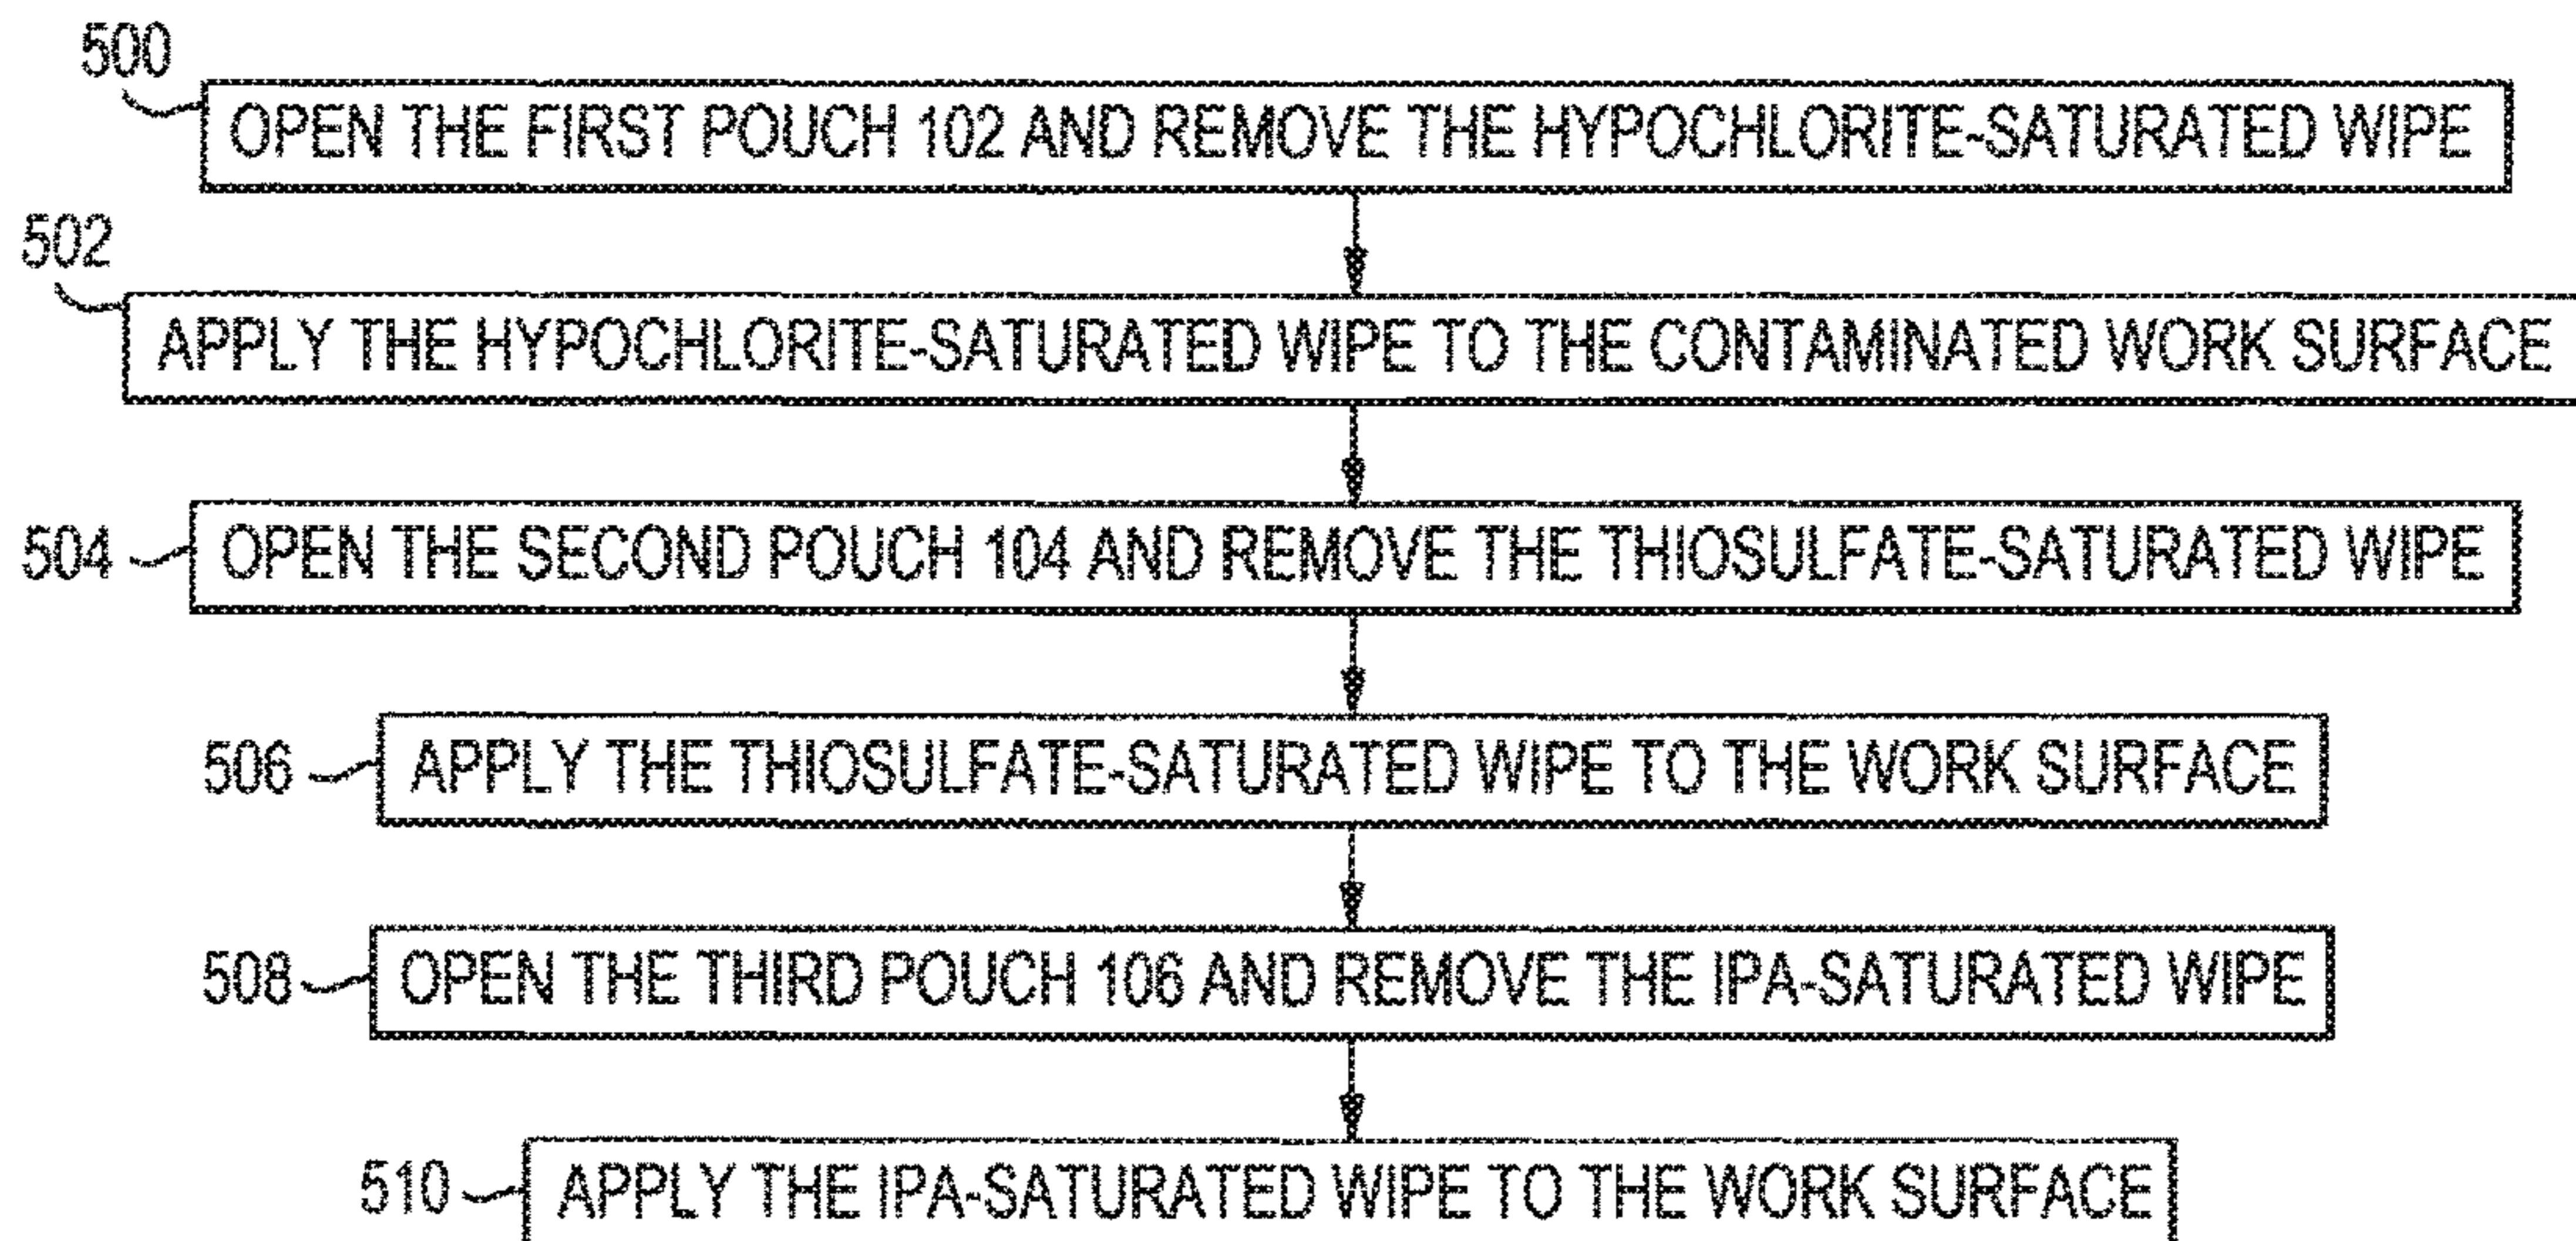 500
OPEN THE FIRST POUCH 102 AND REMOVE THE HYPOCHLORITE-SATURATED WIPE
502
APPLY THE HYPOCHLORITE-SATURATED WIPE TO THE CONTAMINATED WORK SURFACE
504 OPEN THE SECOND POUCH 104 AND REMOVE THE THIOSULFATE-SATURATED WIPE
506 APPLY THE THIOSULFATE-SATURATED WIPE TO THE WORK SURFACE
508 OPEN THE THIRD POUCH 106 AND REMOVE THE IPA-SATURATED WIPE
510 APPLY THE IPA-SATURATED WIPE TO THE WORK SURFACE